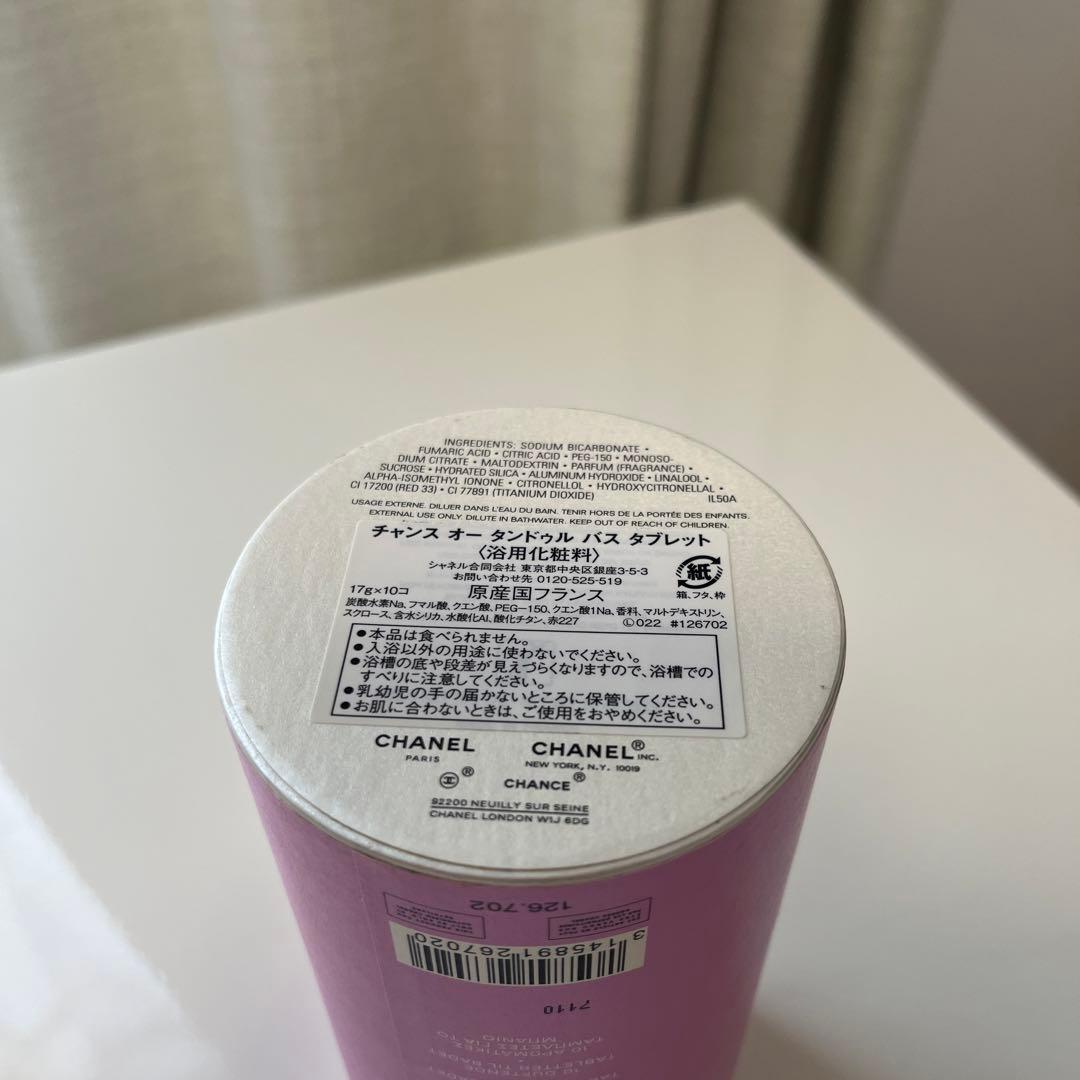 INGREDIENTS: SODIUM BICARBONATE •
FUMARIC ACID • CITRIC ACID • PEG-150 • MONOSO-
DIUM CITRATE • MALTODEXTRIN • PARFUM (FRAGRANCE) •
SUCROSE • HYDRATED SILICA • ALUMINUM HYDROXIDE • LINALOOL •
ALPHA-ISOMETHYL IONONE • CITRONELLOL • HYDROXYCITRONELLAL •
CI 17200 (RED 33) • CI 77891 (TITANIUM DIOXIDE) IL50A
USAGE EXTERNE. DILUER DANS L'EAU DU BAIN. TENIR HORS DE LA PORTÉE DES ENFANTS.
EXTERNAL USE ONLY. DILUTE IN BATHWATER. KEEP OUT OF REACH OF CHILDREN.
チャンス オー タンドゥル バス タブレット
〈浴用化粧料〉
シャネル合同会社 東京都中央区銀座3-5-3
お問い合わせ先 0120-525-519
紙
箱、フタ、枠
17g×10コ 原産国フランス
炭酸水素Na、フマル酸、クエン酸、PEG-150、クエン酸1Na、香料、マルトデキストリン、
スクロース、含水シリカ、水酸化Al、酸化チタン、赤227 Ⓛ022 #126702
●本品は食べられません。
●入浴以外の用途に使わないでください。
●浴槽の底や段差が見えづらくなりますので、浴槽での
すべりに注意してください。
●乳幼児の手の届かないところに保管してください。
●お肌に合わないときは、ご使用をおやめください。
CHANEL CHANEL® INC.
PARIS NEW YORK, N.Y. 10019
® CHANCE®
92200 NEUILLY SUR SEINE
CHANEL LONDON W1J 6DG
126.702
3145891267020
7110
ΜΠΑΝΙΟ
ΤΑΜΠΛΕΤΕΣ ΓΙΑ ΤΟ
10 ΑΡΩΜΑΤΙΚΕΣ
TABLETTER TIL BADET
10 DUFTENDE